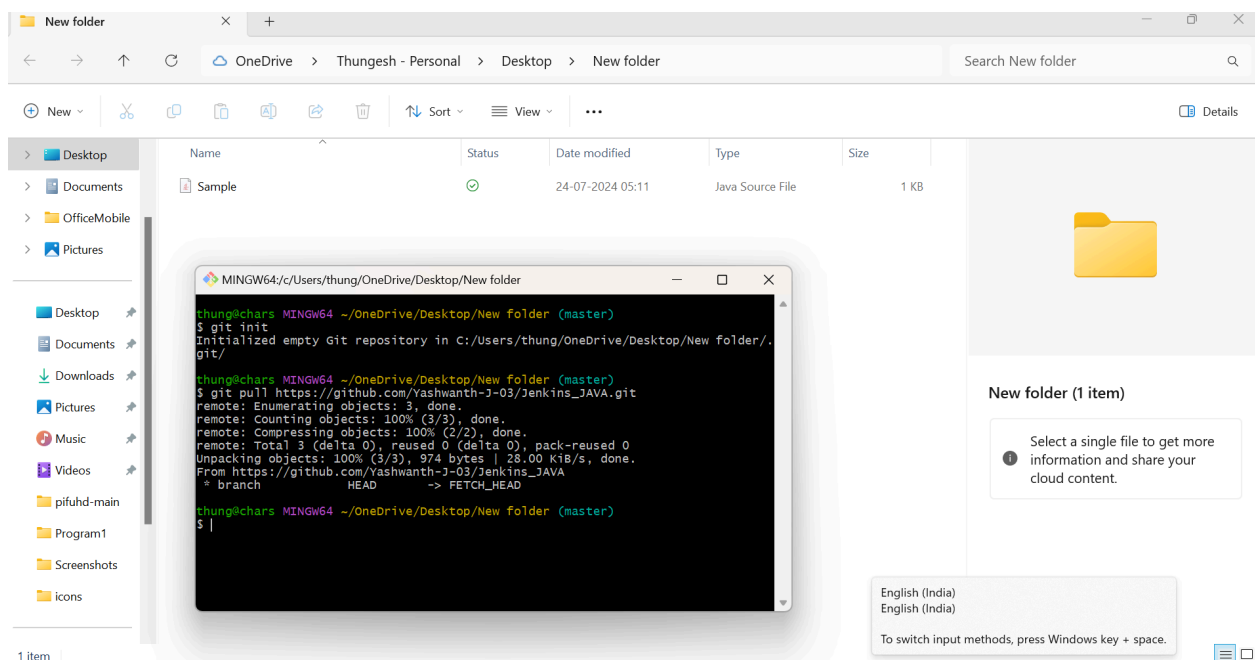 New folder
OneDrive > Thungesh - Personal > Desktop > New folder
Search New folder
New
Sort
View
Details
Name Status Date modified Type Size
Sample 24-07-2024 05:11 Java Source File 1 KB
Desktop
Documents
OfficeMobile
Pictures
Desktop
Documents
Downloads
Pictures
Music
Videos
pifuhd-main
Program1
Screenshots
icons
1 item
MINGW64:/c/Users/thung/OneDrive/Desktop/New folder
thung@chars MINGW64 ~/OneDrive/Desktop/New folder (master)
$ git init
Initialized empty Git repository in C:/Users/thung/OneDrive/Desktop/New folder/.
git/
thung@chars MINGW64 ~/OneDrive/Desktop/New folder (master)
$ git pull https://github.com/Yashwanth-J-03/Jenkins_JAVA.git
remote: Enumerating objects: 3, done.
remote: Counting objects: 100% (3/3), done.
remote: Compressing objects: 100% (2/2), done.
remote: Total 3 (delta 0), reused 0 (delta 0), pack-reused 0
Unpacking objects: 100% (3/3), 974 bytes | 28.00 KiB/s, done.
From https://github.com/Yashwanth-J-03/Jenkins_JAVA
* branch HEAD -> FETCH_HEAD
thung@chars MINGW64 ~/OneDrive/Desktop/New folder (master)
$
New folder (1 item)
Select a single file to get more
information and share your
cloud content.
English (India)
English (India)
To switch input methods, press Windows key + space.